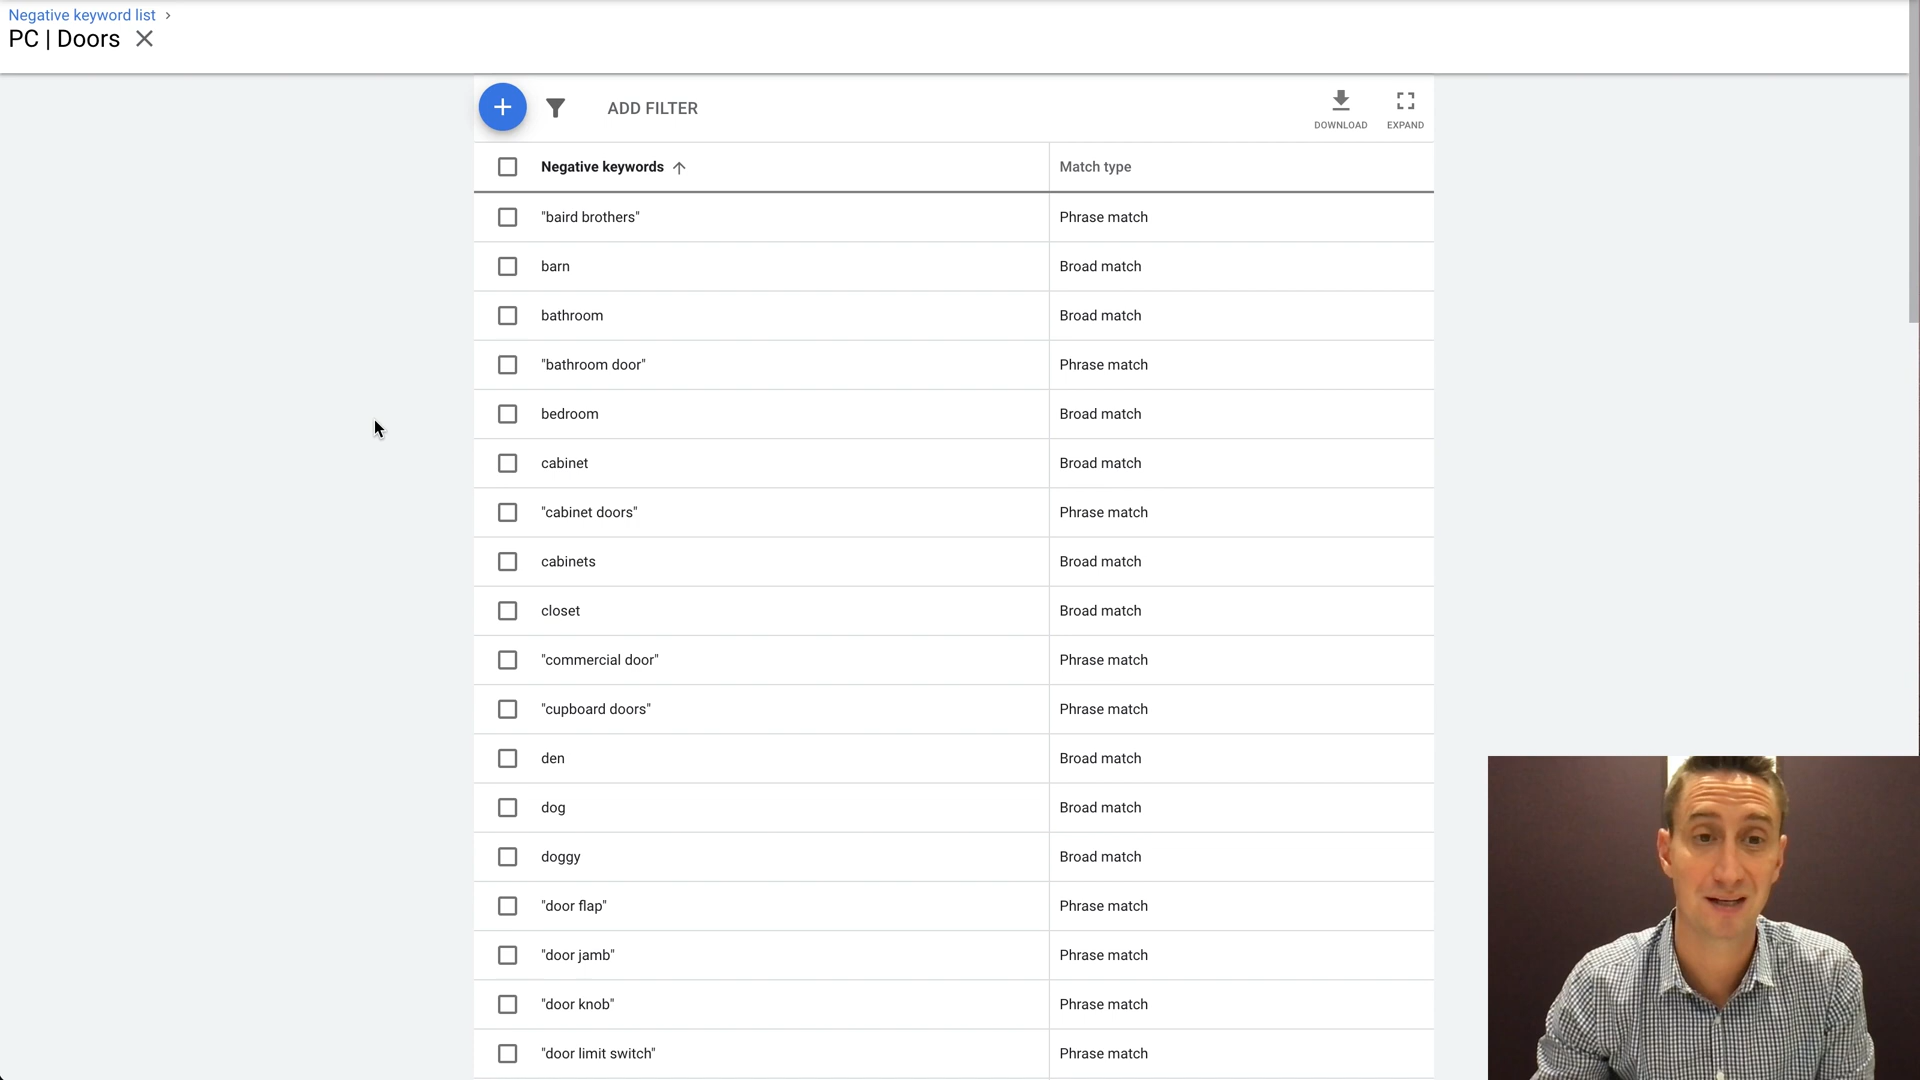 Negative keyword list
PC | Doors
ADD FILTER
DOWNLOAD
EXPAND
Negative keywords Match type
"baird brothers" Phrase match
barn Broad match
bathroom Broad match
"bathroom door" Phrase match
bedroom Broad match
cabinet Broad match
"cabinet doors" Phrase match
cabinets Broad match
closet Broad match
"commercial door" Phrase match
"cupboard doors" Phrase match
den Broad match
dog Broad match
doggy Broad match
"door flap" Phrase match
"door jamb" Phrase match
"door knob" Phrase match
"door limit switch" Phrase match